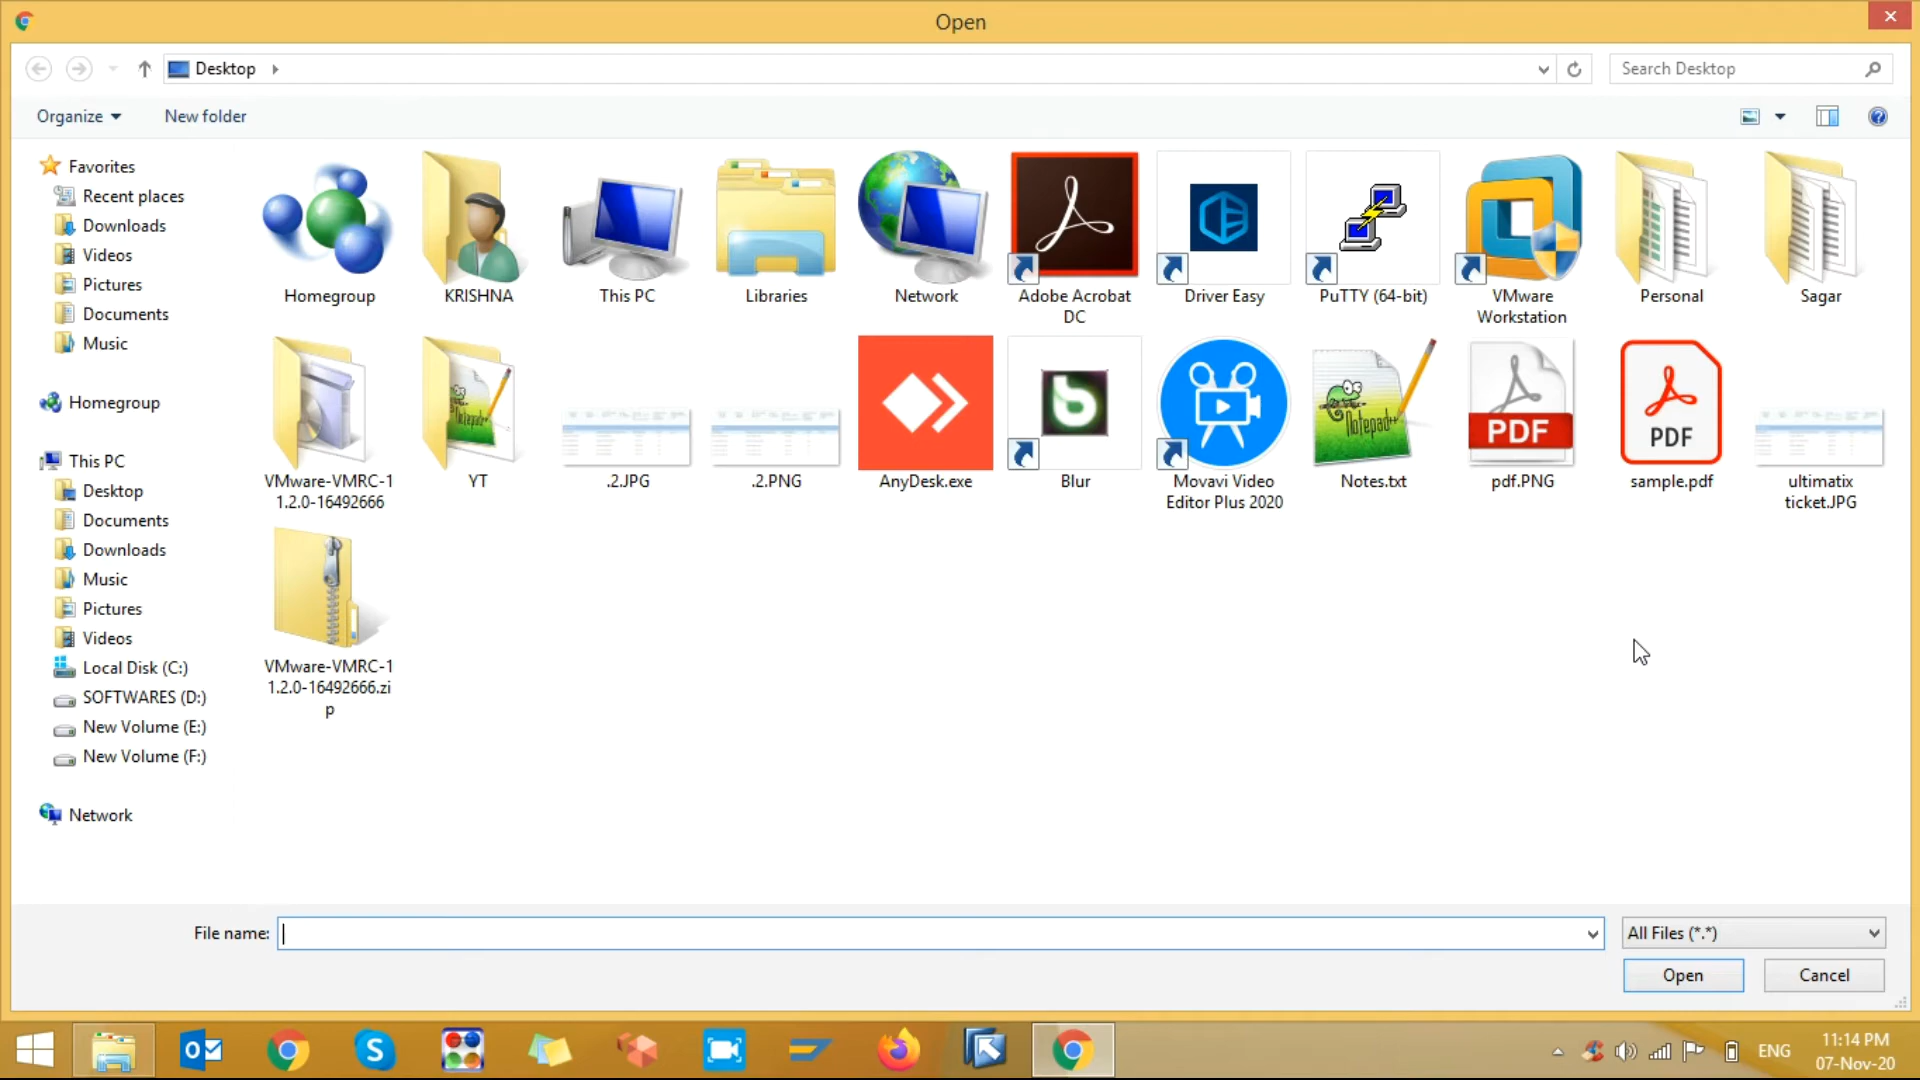 Open
Desktop
Search Desktop
Organize
New folder
Favorites
Recent places
Downloads
Videos
Pictures
Documents
Music
Homegroup
This PC
Desktop
Documents
Downloads
Music
Pictures
Videos
Local Disk (C:)
SOFTWARES (D:)
New Volume (E:)
New Volume (F:)
Network
Homegroup
KRISHNA
This PC
Libraries
Network
Adobe Acrobat
DC
Driver Easy
PuTTY (64-bit)
VMware
Workstation
Personal
Sagar
VMware-VMRC-1
1.2.0-16492666
YT
.2.JPG
.2.PNG
AnyDesk.exe
Blur
Movavi Video
Editor Plus 2020
Notepad++
Notes.txt
PDF
pdf.PNG
PDF
sample.pdf
ultimatix
ticket.JPG
VMware-VMRC-1
1.2.0-16492666.zi
p
File name:
All Files (*.*)
Open
Cancel
ENG
11:14 PM
07-Nov-20